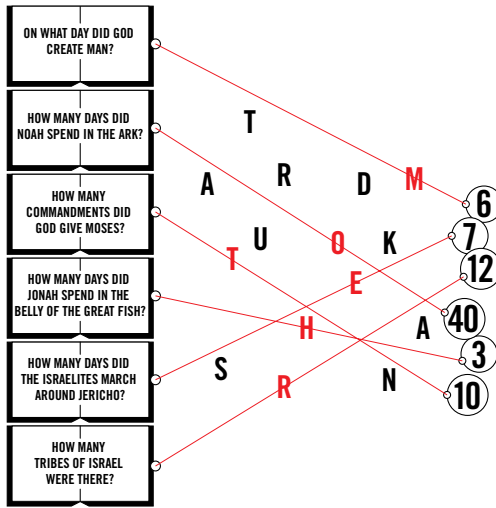 ON WHAT DAY DID GOD
CREATE MAN?
HOW MANY DAYS DID
NOAH SPEND IN THE ARK?
HOW MANY
COMMANDMENTS DID
GOD GIVE MOSES?
HOW MANY DAYS DID
JONAH SPEND IN THE
BELLY OF THE GREAT FISH?
HOW MANY DAYS DID
THE ISRAELITES MARCH
AROUND JERICHO?
HOW MANY
TRIBES OF ISRAEL
WERE THERE?
T
R
A
D
M
U
O
K
T
E
H
A
S
R
N
6
7
12
40
3
10